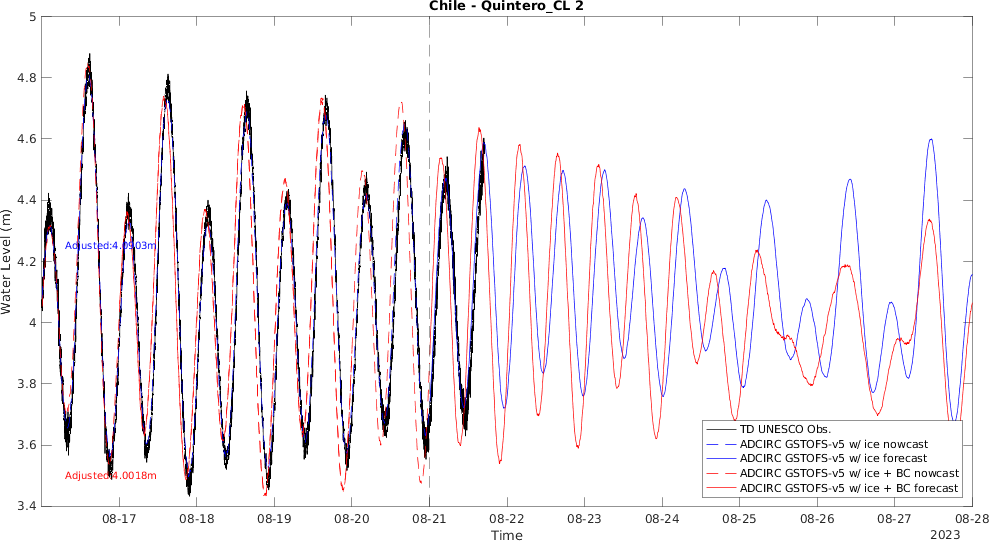 Chile - Quintero_CL 2
Water Level (m)
5
4.8
4.6
4.4
4.2
4
3.8
3.6
3.4
Adjusted:4.0903m
Adjusted:4.0018m
TD UNESCO Obs.
ADCIRC GSTOFS-v5 w/ ice nowcast
ADCIRC GSTOFS-v5 w/ ice forecast
ADCIRC GSTOFS-v5 w/ ice + BC nowcast
ADCIRC GSTOFS-v5 w/ ice + BC forecast
08-17 08-18 08-19 08-20 08-21 08-22 08-23 08-24 08-25 08-26 08-27 08-28
Time
2023